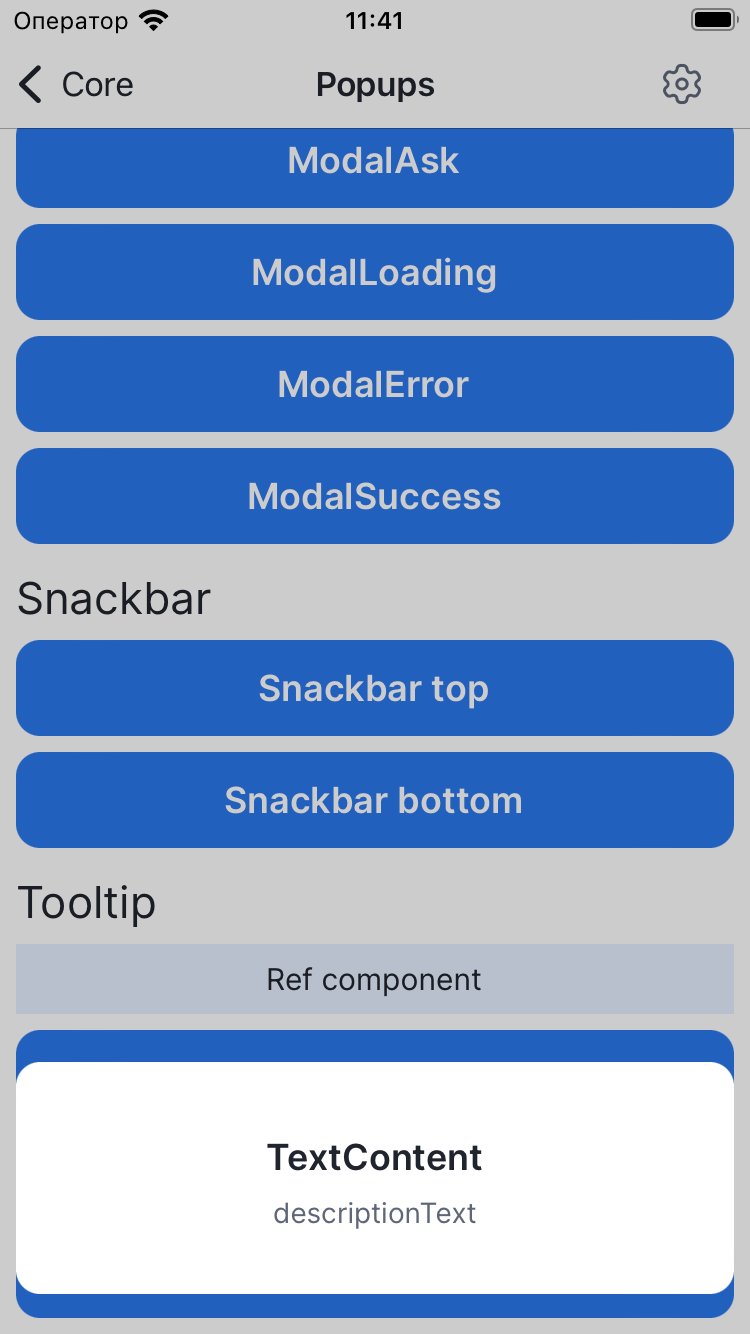 Оператор 11:41
Core Popups
ModalAsk
ModalLoading
ModalError
ModalSuccess
Snackbar
Snackbar top
Snackbar bottom
Tooltip
Ref component
TextContent
descriptionText